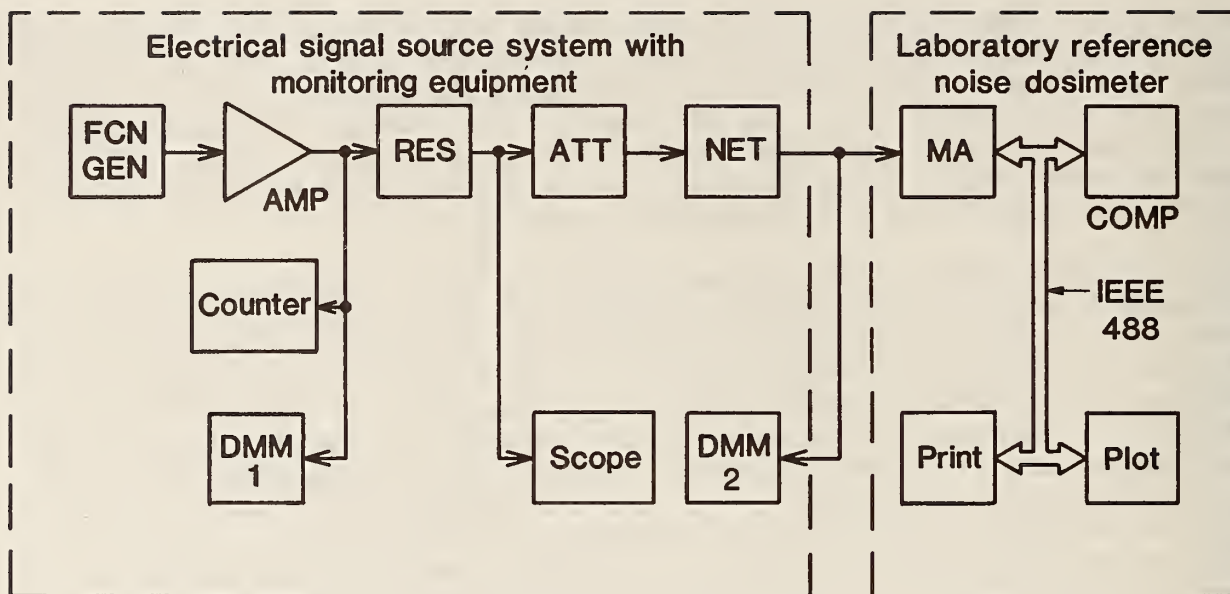 Electrical signal source system with
monitoring equipment
Laboratory reference
noise dosimeter
FCN
GEN
AMP
RES
ATT
NET
MA
COMP
Counter
IEEE
488
DMM
1
Scope
DMM
2
Print
Plot